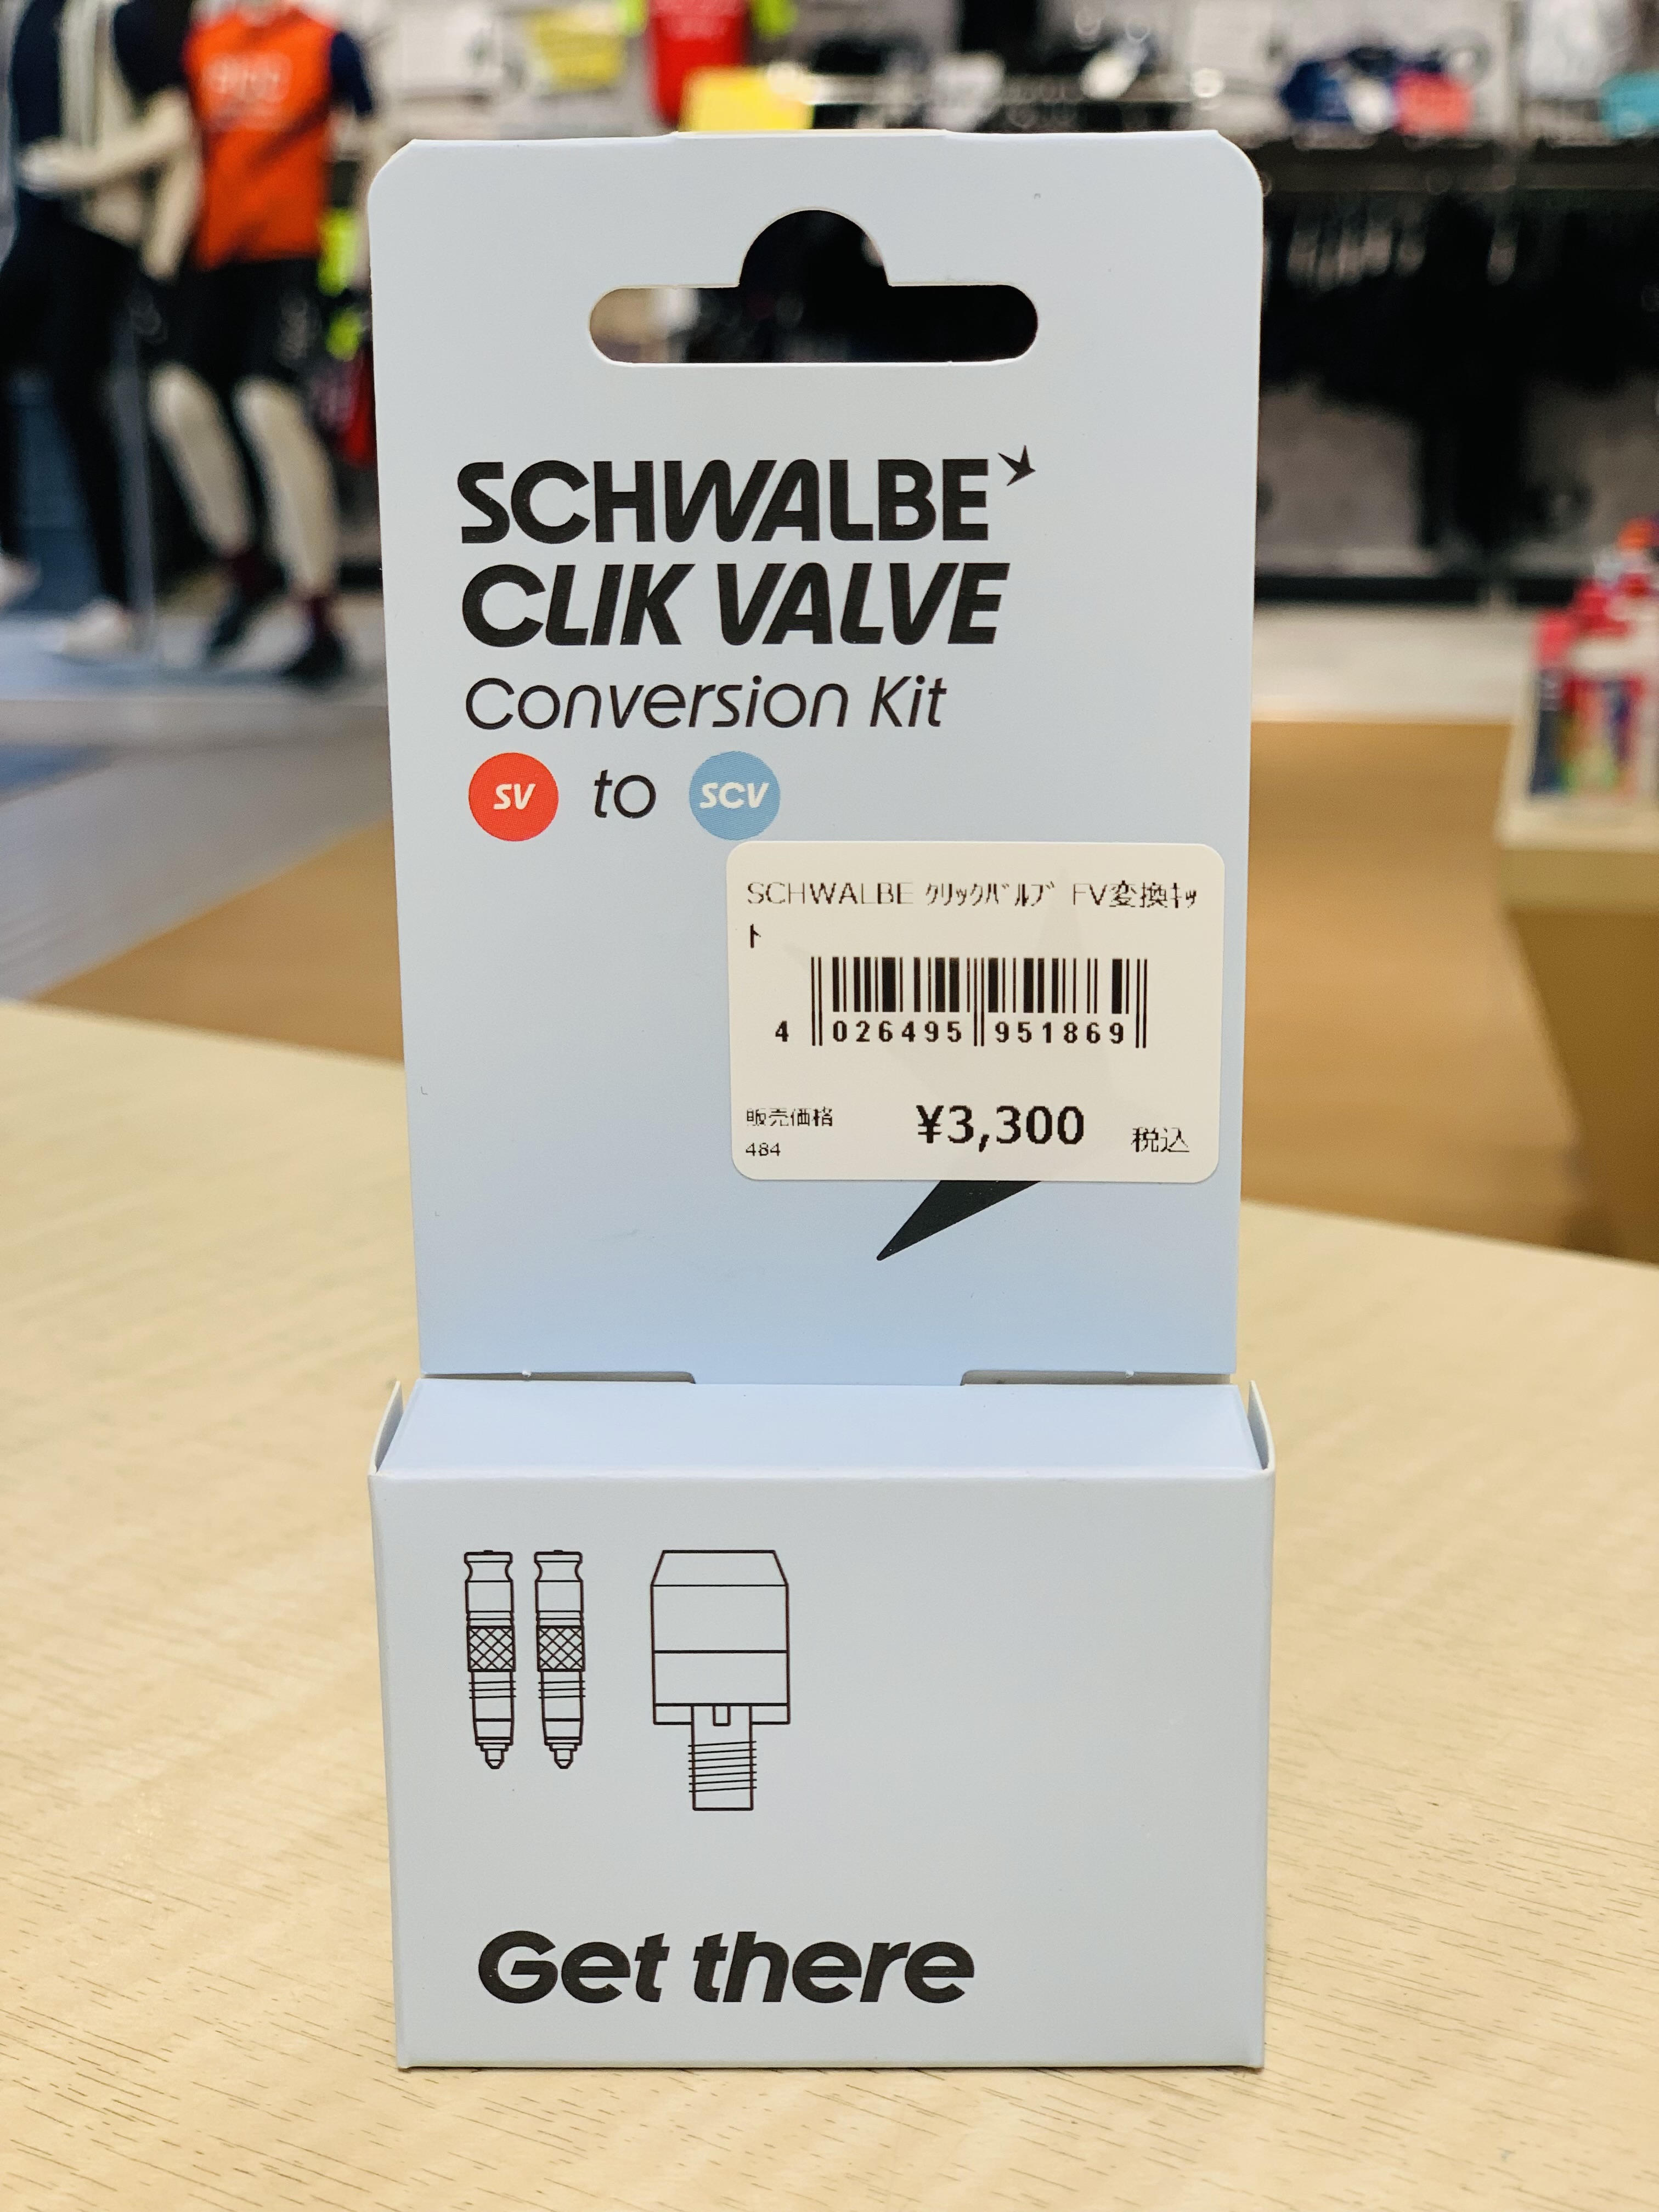 SCHWALBE
CLIK VALVE
Conversion Kit
SV to SCV
SCHWALBE ｸﾘｯｸﾊﾞﾙﾌﾞ FV変換ｷｯ
ﾄ
4 026495 951869
販売価格 ¥3,300 税込
484
Get there